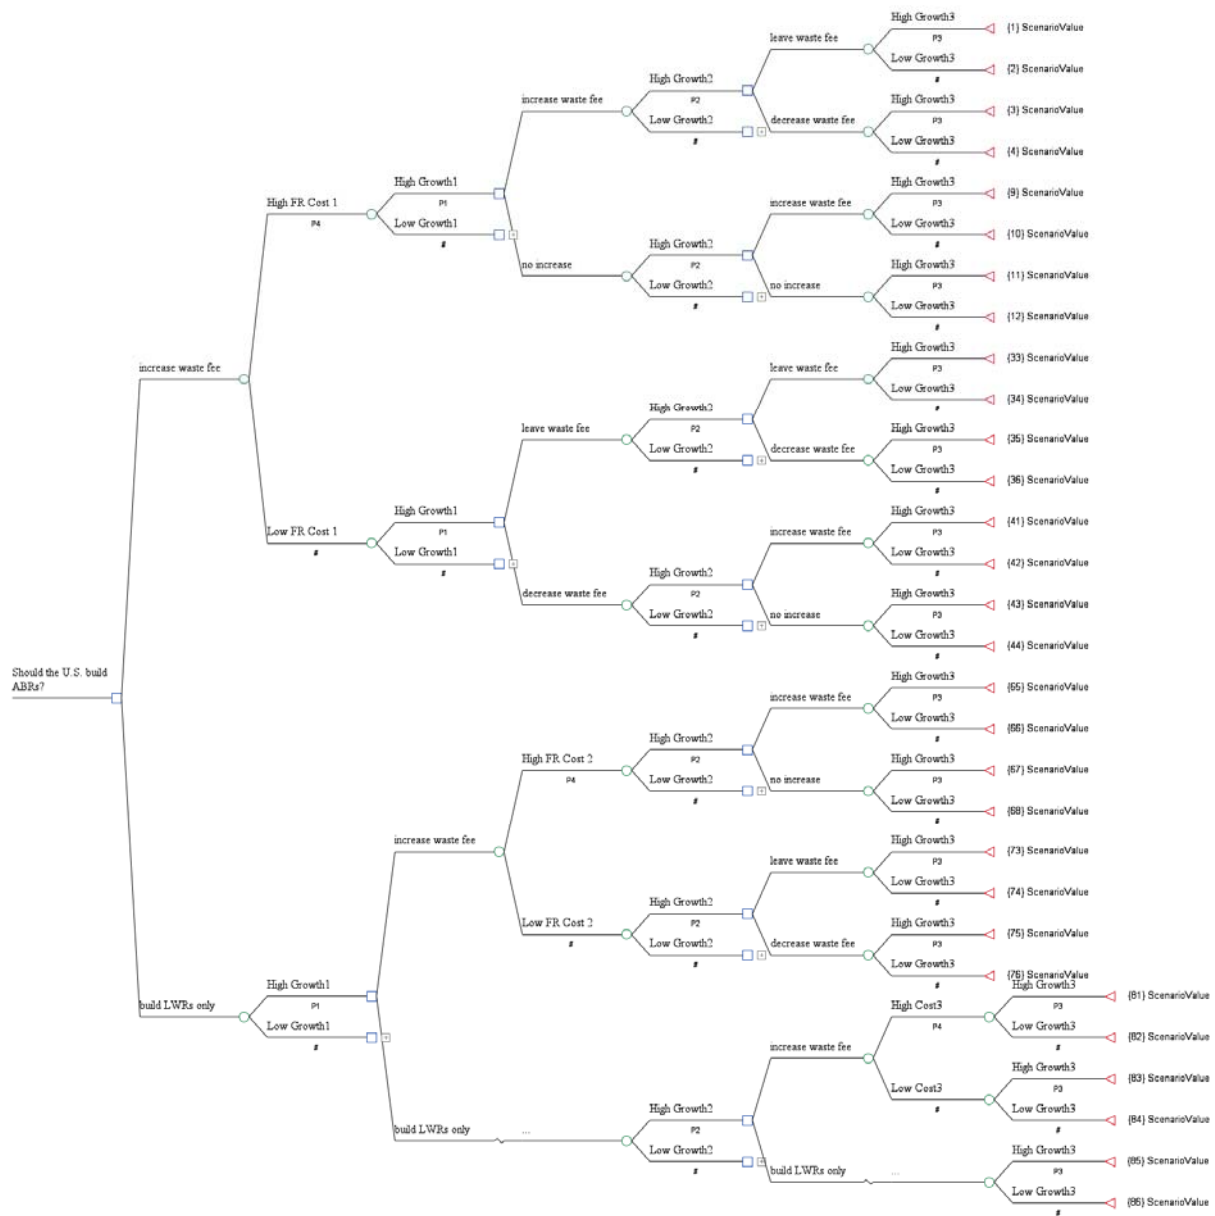 High Growth3
P3
{1} ScenarioValue
leave waste fee
Low Growth3
#
{2} ScenarioValue
High Growth2
P2
increase waste fee
High Growth3
P3
{3} ScenarioValue
Low Growth2
#
decrease waste fee
Low Growth3
#
{4} ScenarioValue
High Growth1
P1
High Growth3
P3
{9} ScenarioValue
High FR Cost 1
P4
increase waste fee
Low Growth1
#
Low Growth3
#
{10} ScenarioValue
High Growth2
P2
no increase
High Growth3
P3
{11} ScenarioValue
Low Growth2
#
no increase
Low Growth3
#
{12} ScenarioValue
High Growth3
P3
{33} ScenarioValue
increase waste fee
leave waste fee
Low Growth3
#
{34} ScenarioValue
High Growth2
P2
leave waste fee
High Growth3
P3
{35} ScenarioValue
Low Growth2
#
decrease waste fee
Low Growth3
#
{36} ScenarioValue
High Growth1
P1
High Growth3
P3
{41} ScenarioValue
Low FR Cost 1
#
increase waste fee
Low Growth1
#
Low Growth3
#
{42} ScenarioValue
High Growth2
P2
decrease waste fee
High Growth3
P3
{43} ScenarioValue
Low Growth2
#
no increase
Low Growth3
#
{44} ScenarioValue
Should the U.S. build
ABRs?
High Growth3
P3
{65} ScenarioValue
increase waste fee
Low Growth3
#
{66} ScenarioValue
High Growth2
P2
High FR Cost 2
P4
High Growth3
P3
{67} ScenarioValue
Low Growth2
#
no increase
Low Growth3
#
{68} ScenarioValue
increase waste fee
High Growth3
P3
{73} ScenarioValue
leave waste fee
Low Growth3
#
{74} ScenarioValue
High Growth2
P2
Low FR Cost 2
#
High Growth3
P3
{75} ScenarioValue
Low Growth2
#
decrease waste fee
Low Growth3
#
{76} ScenarioValue
High Growth1
P1
build LWRs only
Low Growth1
#
High Growth3
P3
{81} ScenarioValue
High Cost3
P4
Low Growth3
#
{82} ScenarioValue
increase waste fee
High Growth3
P3
{83} ScenarioValue
Low Cost3
#
Low Growth3
#
{84} ScenarioValue
High Growth2
P2
build LWRs only
...
Low Growth2
#
High Growth3
P3
{85} ScenarioValue
build LWRs only
...
Low Growth3
#
{86} ScenarioValue